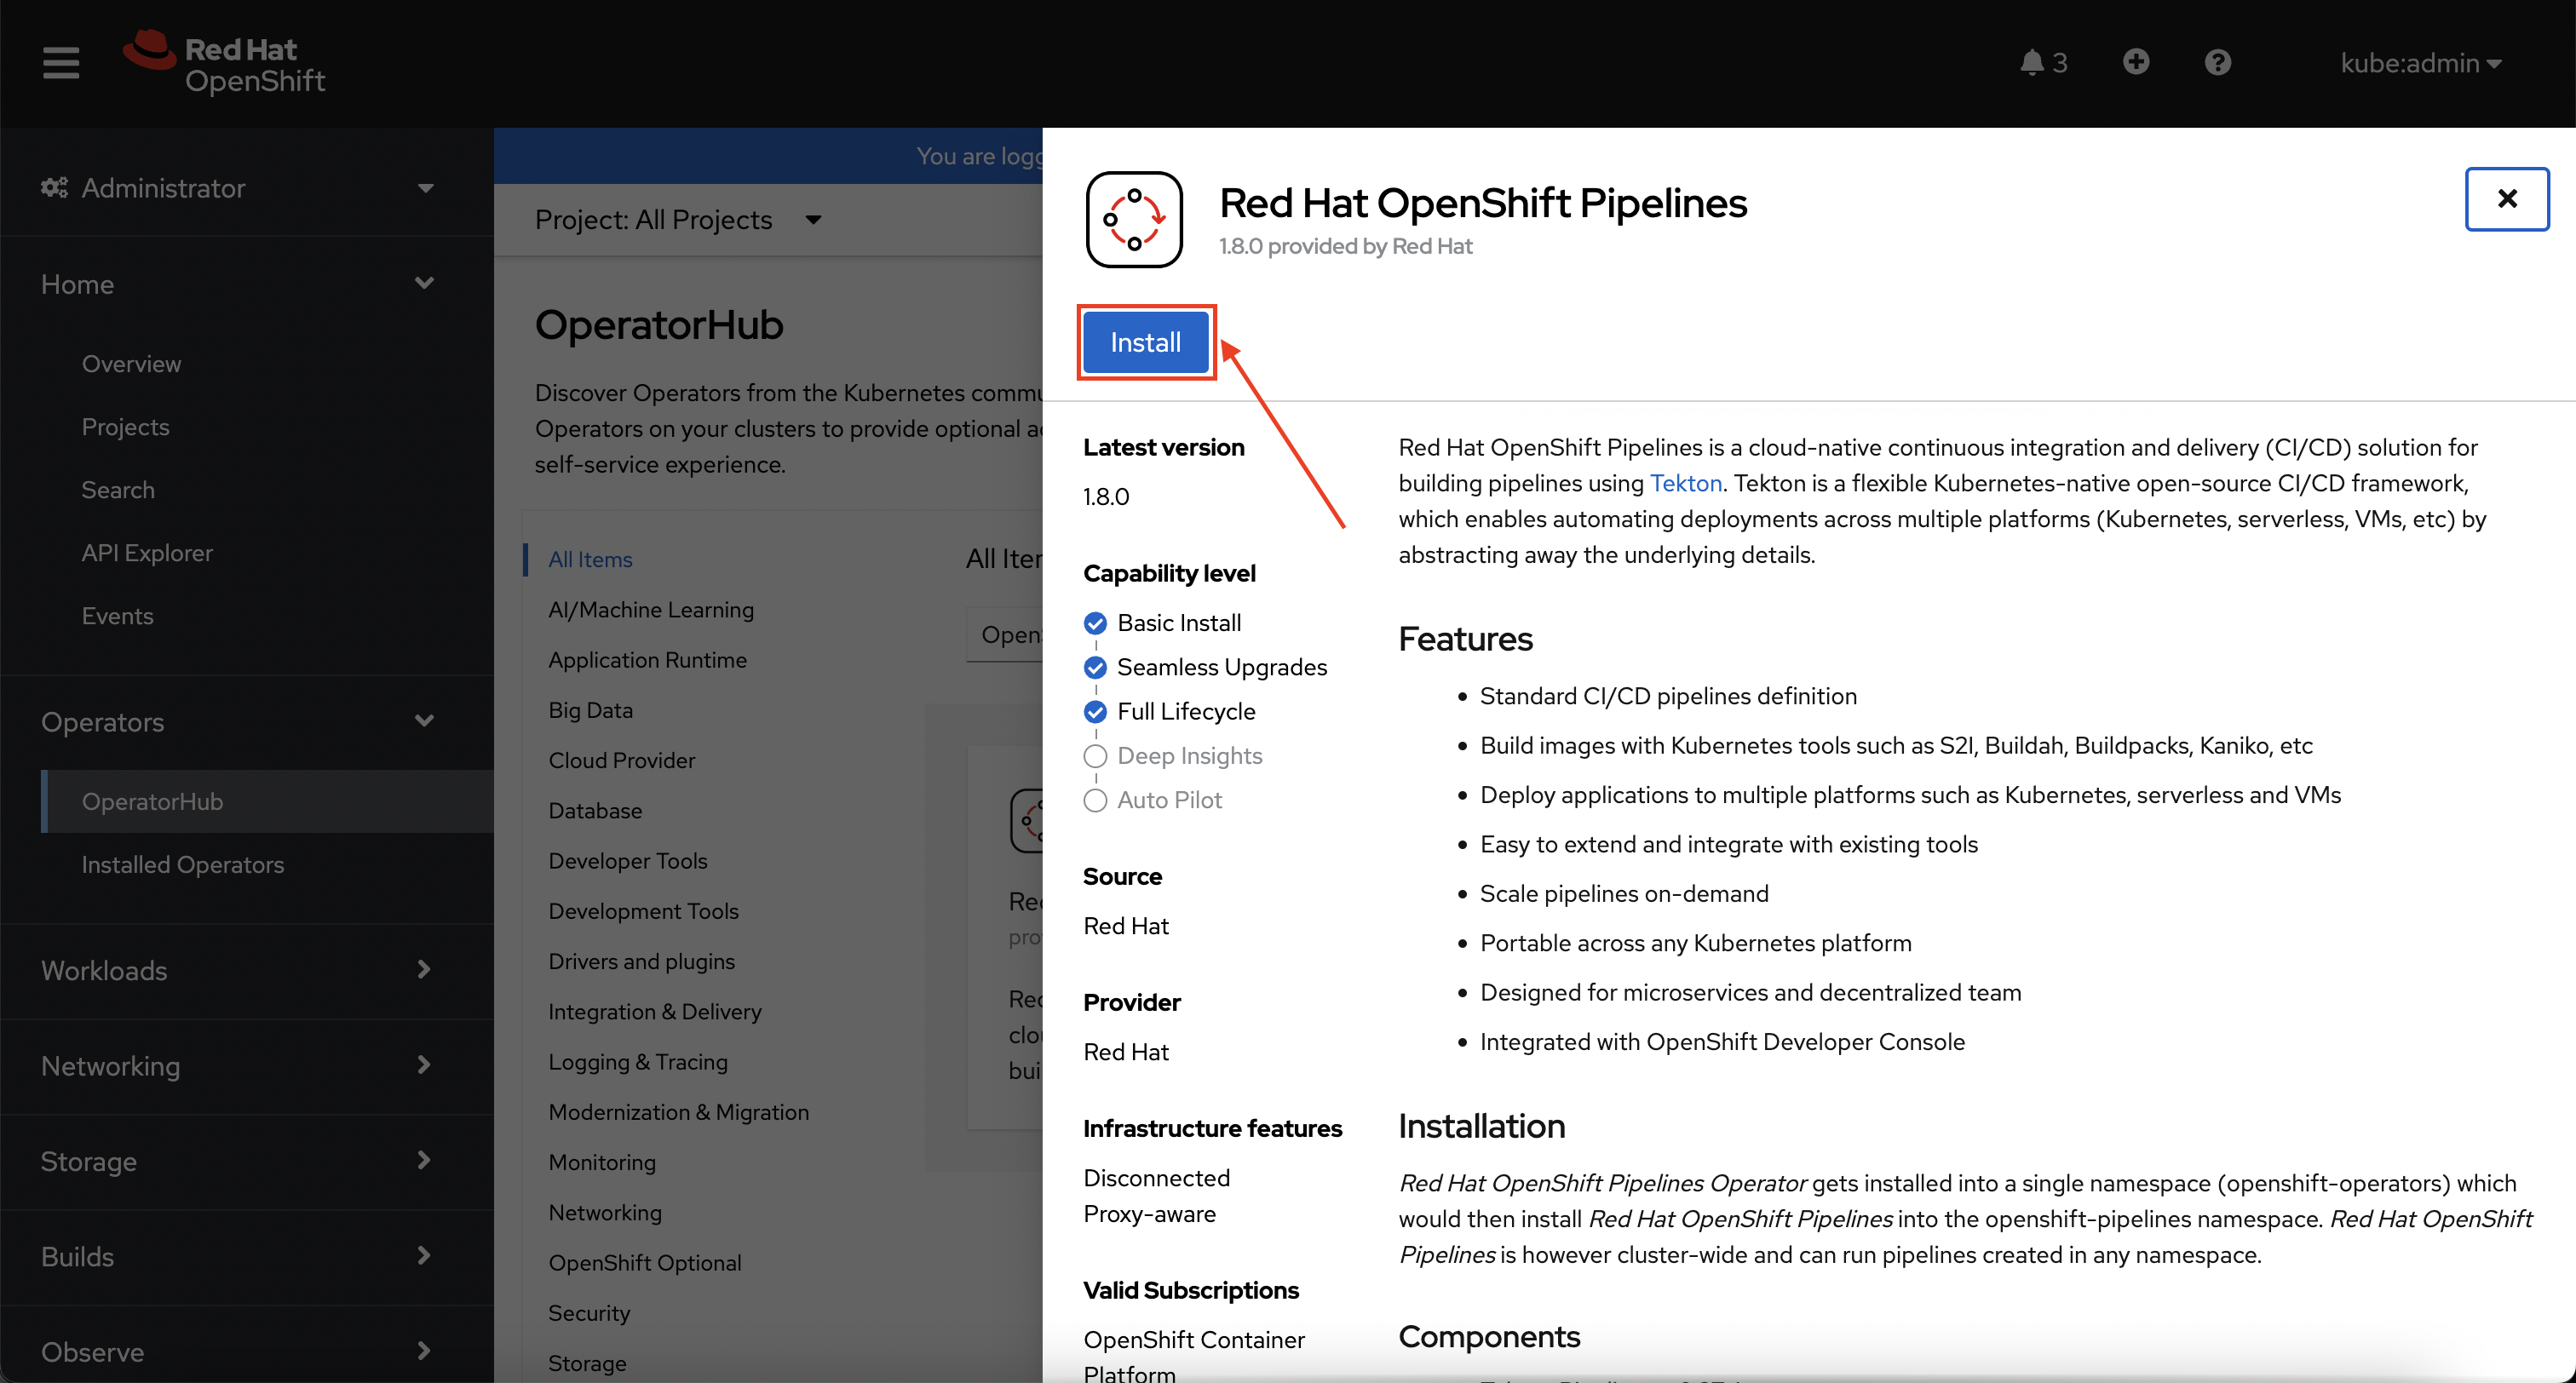 Red Hat
OpenShift
3
kube:admin
Administrator
Home
Overview
Projects
Search
API Explorer
Events
Operators
OperatorHub
Installed Operators
Workloads
Networking
Storage
Builds
Observe
You are logg
Project: All Projects
OperatorHub
Discover Operators from the Kubernetes commu
Operators on your clusters to provide optional a
self-service experience.
All Items
AI/Machine Learning
Application Runtime
Big Data
Cloud Provider
Database
Developer Tools
Development Tools
Drivers and plugins
Integration & Delivery
Logging & Tracing
Modernization & Migration
Monitoring
Networking
OpenShift Optional
Security
Storage
All Iter
Open
Red
pro
Red
clou
buil
Red Hat OpenShift Pipelines
1.8.0 provided by Red Hat
Install
Latest version
1.8.0
Capability level
Basic Install
Seamless Upgrades
Full Lifecycle
Deep Insights
Auto Pilot
Source
Red Hat
Provider
Red Hat
Infrastructure features
Disconnected
Proxy-aware
Valid Subscriptions
OpenShift Container
Platform
Red Hat OpenShift Pipelines is a cloud-native continuous integration and delivery (CI/CD) solution for
building pipelines using Tekton. Tekton is a flexible Kubernetes-native open-source CI/CD framework,
which enables automating deployments across multiple platforms (Kubernetes, serverless, VMs, etc) by
abstracting away the underlying details.
Features
Standard CI/CD pipelines definition
Build images with Kubernetes tools such as S2I, Buildah, Buildpacks, Kaniko, etc
Deploy applications to multiple platforms such as Kubernetes, serverless and VMs
Easy to extend and integrate with existing tools
Scale pipelines on-demand
Portable across any Kubernetes platform
Designed for microservices and decentralized team
Integrated with OpenShift Developer Console
Installation
Red Hat OpenShift Pipelines Operator gets installed into a single namespace (openshift-operators) which
would then install Red Hat OpenShift Pipelines into the openshift-pipelines namespace. Red Hat OpenShift
Pipelines is however cluster-wide and can run pipelines created in any namespace.
Components